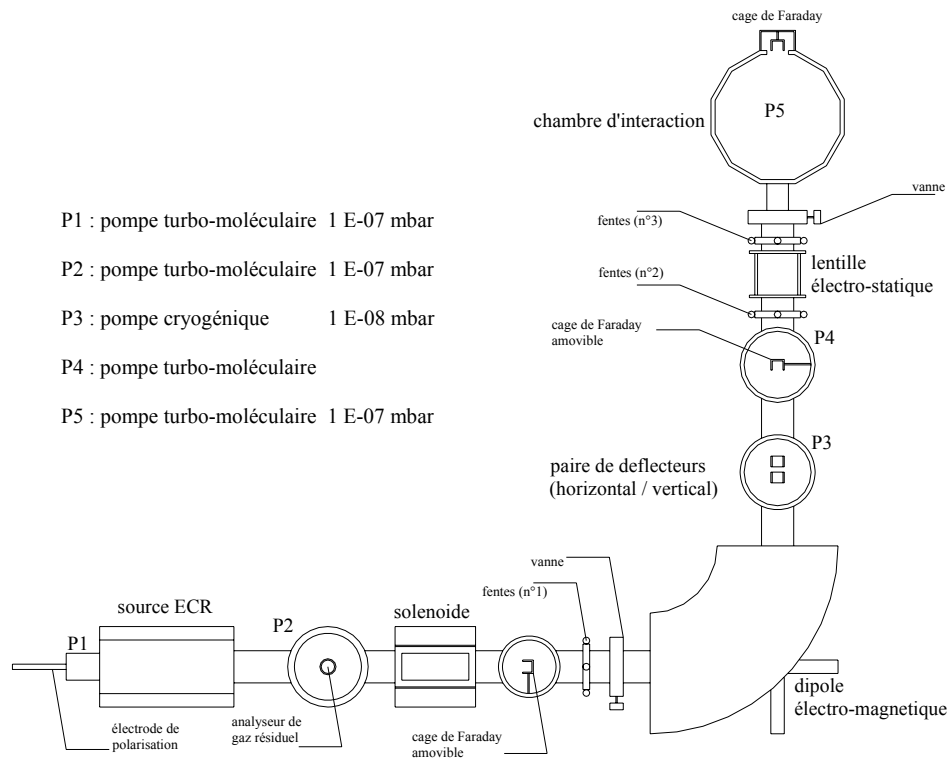 cage de Faraday
P5
chambre d'interaction
vanne
P1 : pompe turbo-moléculaire 1 E-07 mbar
fentes (n°3)
lentille
électro-statique
P2 : pompe turbo-moléculaire 1 E-07 mbar
fentes (n°2)
P3 : pompe cryogénique 1 E-08 mbar
cage de Faraday
amovible
P4
P4 : pompe turbo-moléculaire
P5 : pompe turbo-moléculaire 1 E-07 mbar
P3
paire de deflecteurs
(horizontal / vertical)
vanne
fentes (n°1)
source ECR
solenoide
P2
P1
dipole
électro-magnetique
électrode de
polarisation
analyseur de
gaz résiduel
cage de Faraday
amovible